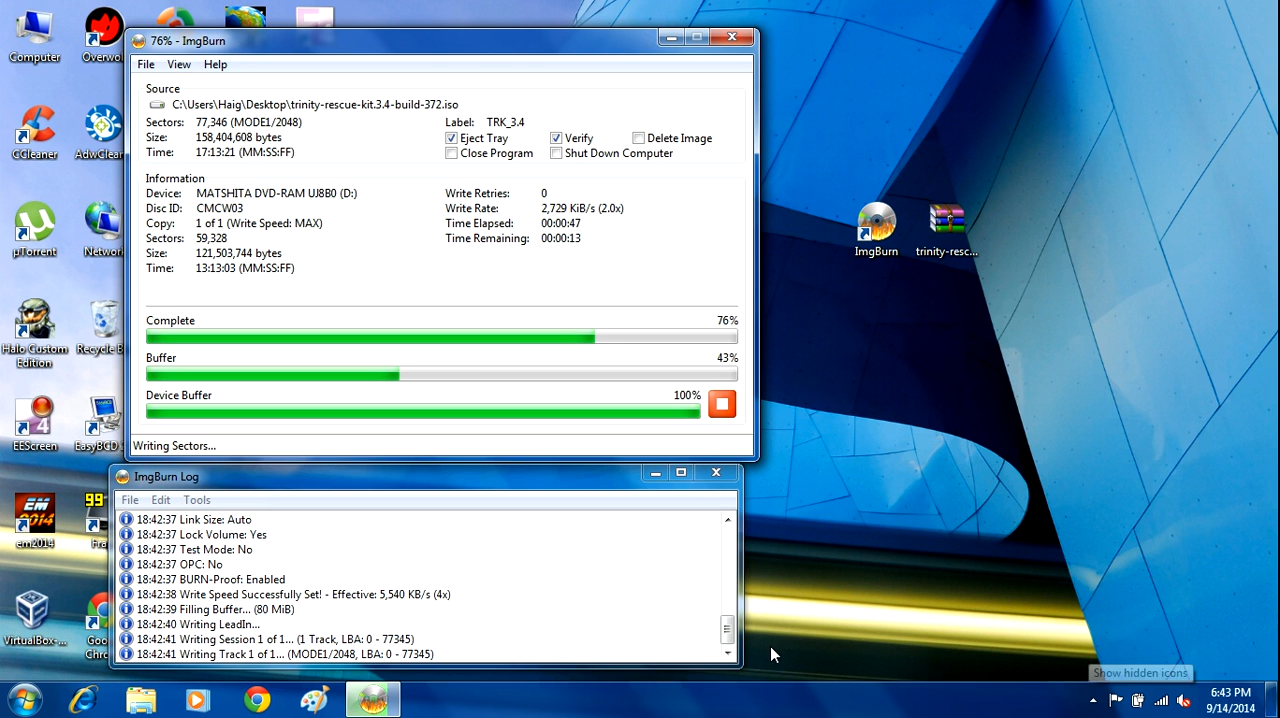 Computer
Overwo
CCleaner
AdwClean
µTorrent
Network
Halo Custom
Edition
Recycle B
EEScreen
EasyBCD
em2014
99
Fra
VirtualBox-...
Goo
Chro
76% - ImgBurn
File View Help
Source
C:\Users\Haig\Desktop\trinity-rescue-kit.3.4-build-372.iso
Sectors: 77,346 (MODE1/2048)
Label: TRK_3.4
Size: 158,404,608 bytes
Eject Tray Verify Delete Image
Time: 17:13:21 (MM:SS:FF)
Close Program Shut Down Computer
Information
Device: MATSHITA DVD-RAM UJ8B0 (D:)
Write Retries: 0
Disc ID: CMCW03
Write Rate: 2,729 KiB/s (2.0x)
Copy: 1 of 1 (Write Speed: MAX)
Time Elapsed: 00:00:47
Sectors: 59,328
Time Remaining: 00:00:13
Size: 121,503,744 bytes
Time: 13:13:03 (MM:SS:FF)
Complete 76%
Buffer 43%
Device Buffer 100%
Writing Sectors...
ImgBurn Log
File Edit Tools
18:42:37 Link Size: Auto
18:42:37 Lock Volume: Yes
18:42:37 Test Mode: No
18:42:37 OPC: No
18:42:37 BURN-Proof: Enabled
18:42:38 Write Speed Successfully Set! - Effective: 5,540 KB/s (4x)
18:42:39 Filling Buffer... (80 MiB)
18:42:40 Writing LeadIn...
18:42:41 Writing Session 1 of 1... (1 Track, LBA: 0 - 77345)
18:42:41 Writing Track 1 of 1... (MODE1/2048, LBA: 0 - 77345)
ImgBurn
trinity-resc...
Show hidden icons
6:43 PM
9/14/2014